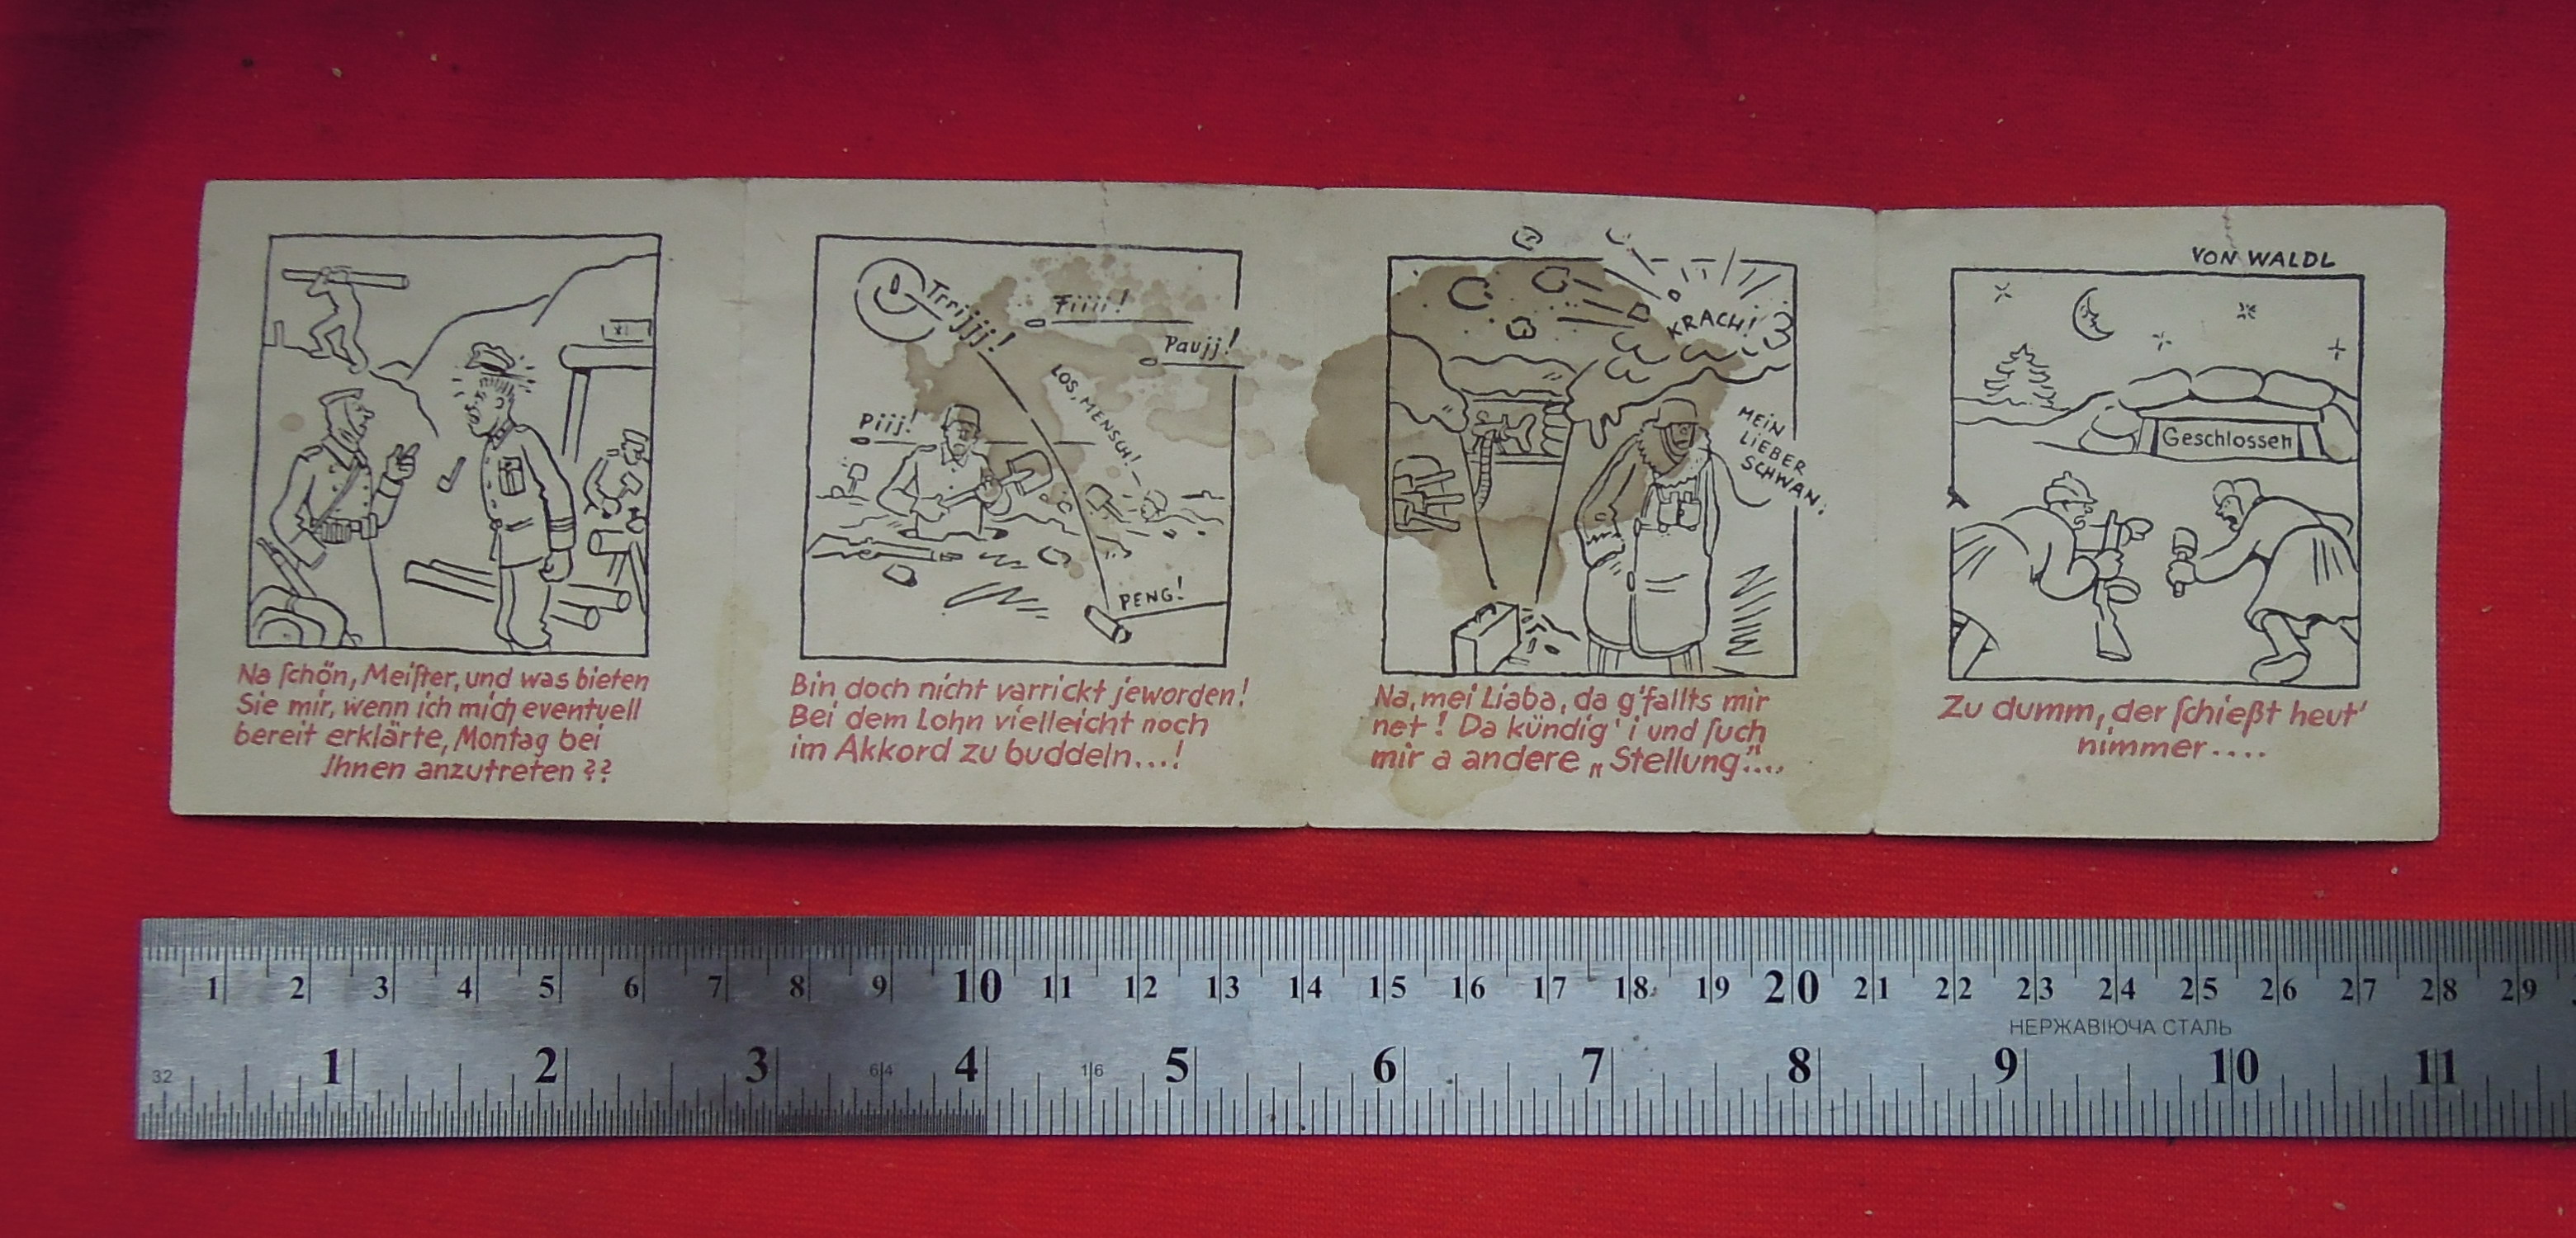 Trrijjj!
Fiiii!
Paujj!
Piij!
LOS, MENSCH!
PENG!
KRACH!
MEIN
LIEBER
SCHWAN!
VON WALDL
Geschlossen
Na ſchön, Meiſter, und was bieten
Sie mir, wenn ich mich eventuell
bereit erklärte, Montag bei
Ihnen anzutreten??
Bin doch nicht varrickt jeworden!
Bei dem Lohn vielleicht noch
im Akkord zu buddeln...!
Na, mei Liaba, da g'fallts mir
net! Da kündig' i und ſuch
mir a andere „Stellung"....
Zu dumm, der ſchießt heut'
nimmer....
1 2 3 4 5 6 7 8 9 10 11 12 13 14 15 16 17 18 19 20 21 22 23 24 25 26 27 28 29
НЕРЖАВІЮЧА СТАЛЬ
32 64 16
1 2 3 4 5 6 7 8 9 10 11